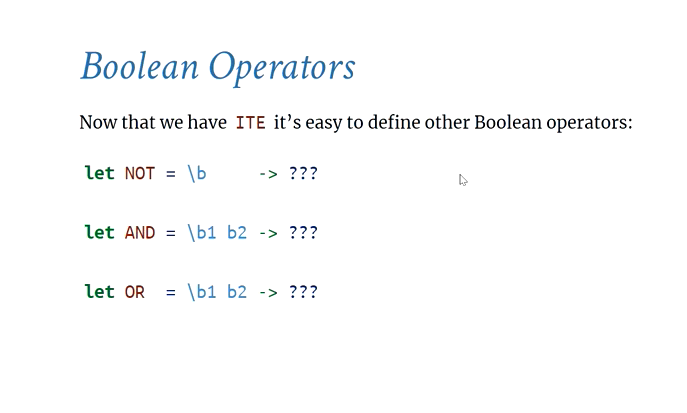 Boolean Operators
Now that we have ITE it’s easy to define other Boolean operators:
let NOT = \b     -> ???
let AND = \b1 b2 -> ???
let OR  = \b1 b2 -> ???